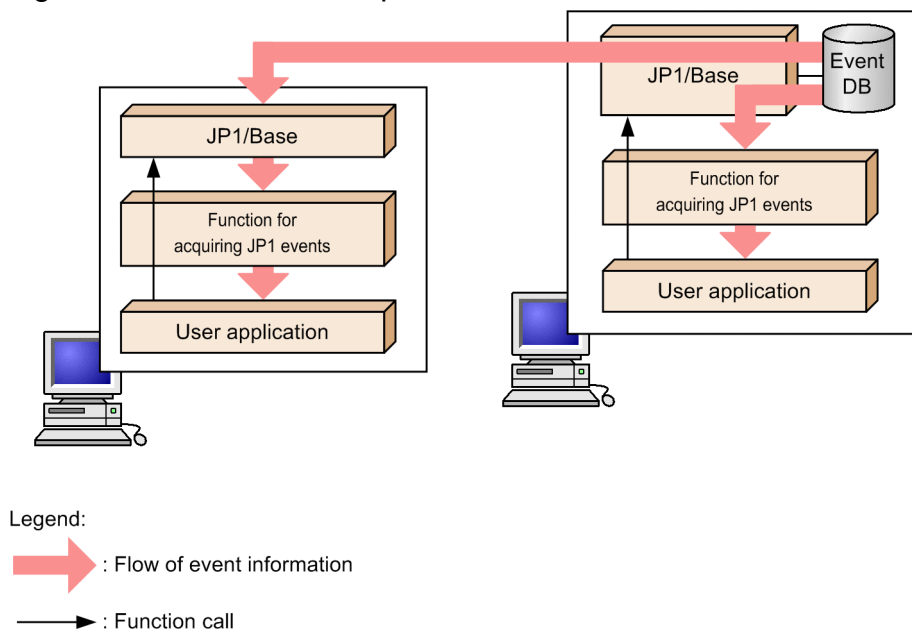 JP1/Base
Function for
acquiring JP1 events
User application
JP1/Base
Event
DB
Function for
acquiring JP1 events
User application
Legend:
: Flow of event information
: Function call